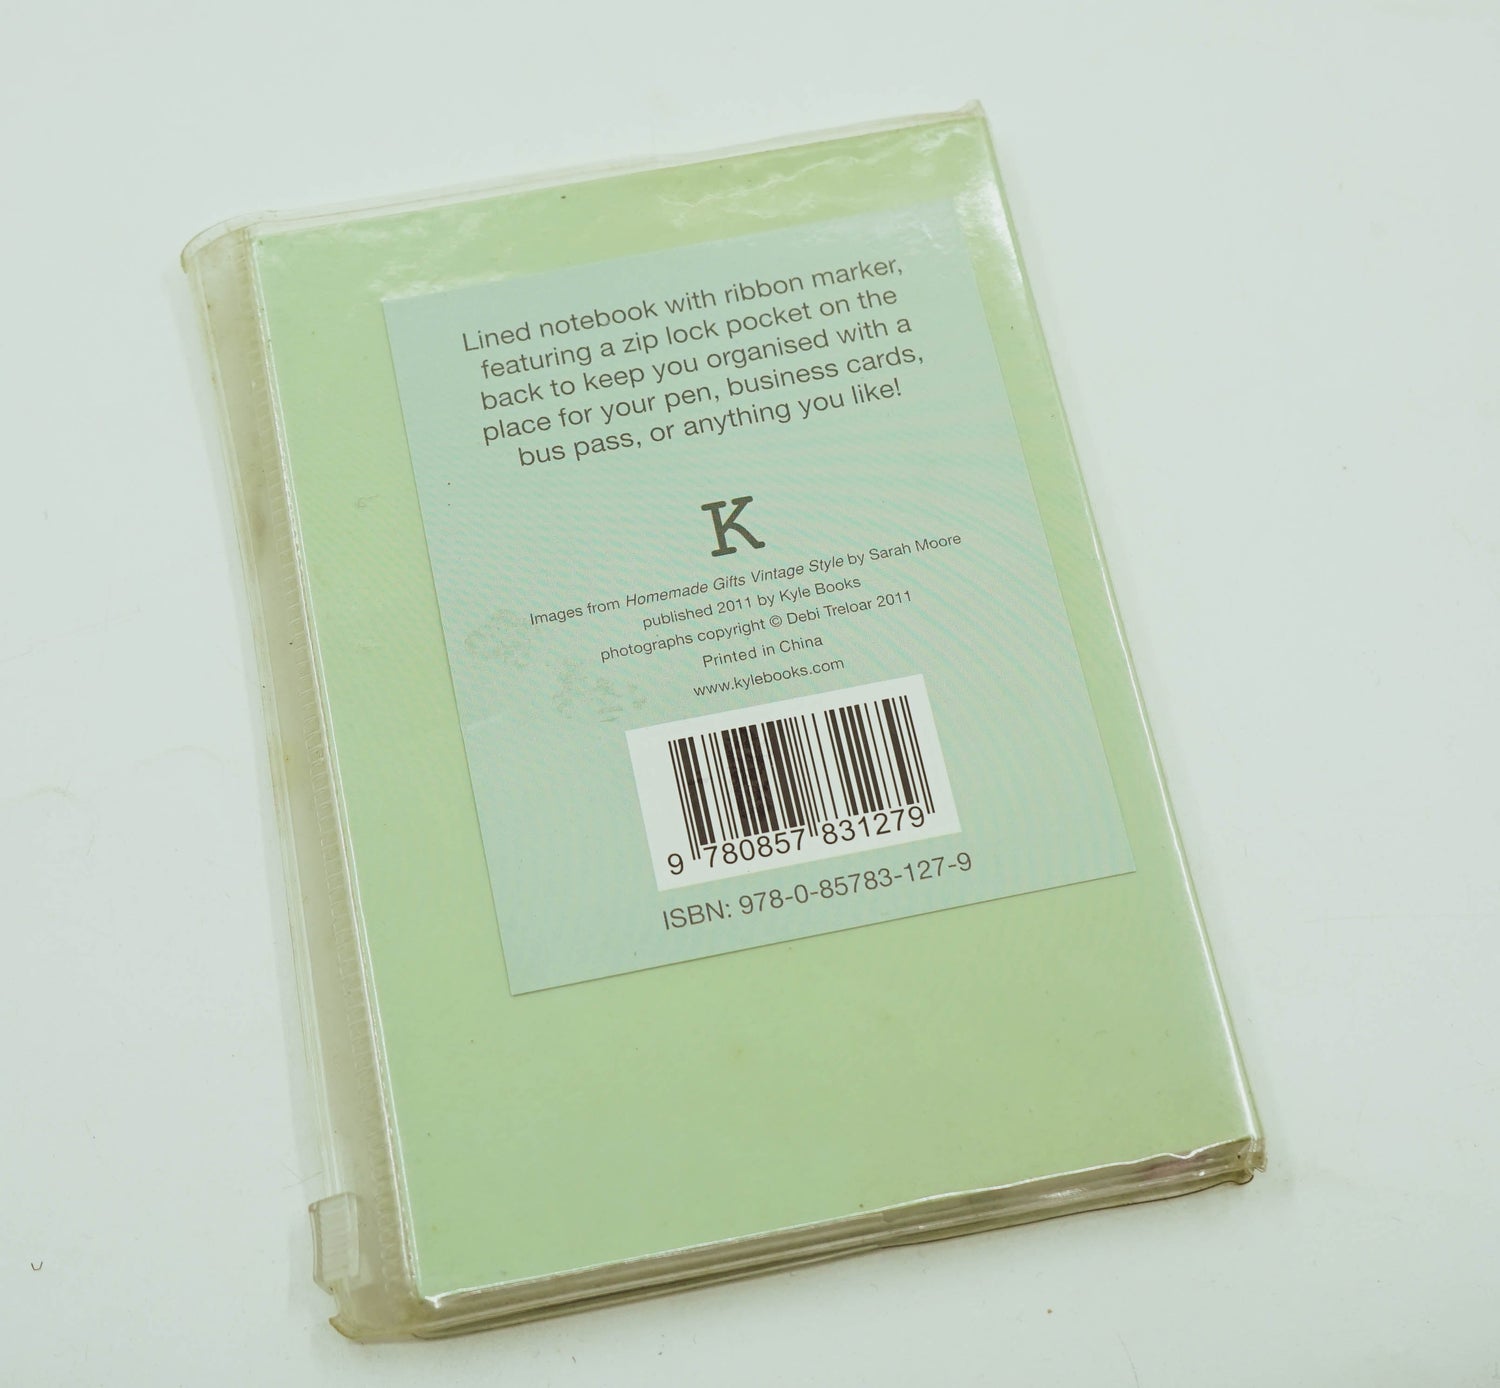 Lined notebook with ribbon marker,
featuring a zip lock pocket on the
back to keep you organised with a
place for your pen, business cards,
bus pass, or anything you like!
K
Images from Homemade Gifts Vintage Style by Sarah Moore
published 2011 by Kyle Books
photographs copyright © Debi Treloar 2011
Printed in China
www.kylebooks.com
9 780857 831279
ISBN: 978-0-85783-127-9